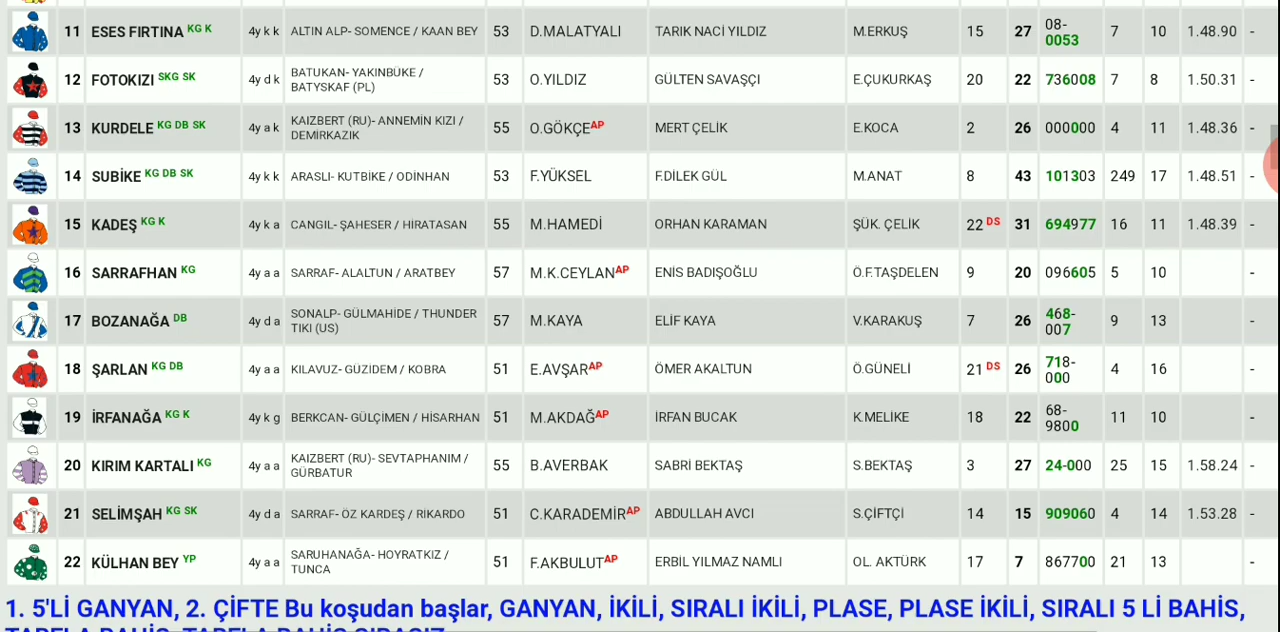 11 ESES FIRTINA KG K 4y k k ALTIN ALP- SOMENCE / KAAN BEY 53 D.MALATYALI TARIK NACİ YILDIZ M.ERKUŞ 15 27 08-0053 7 10 1.48.90 -
12 FOTOKIZI SKG SK 4y d k BATUKAN- YAKINBÜKE / BATYSKAF (PL) 53 O.YILDIZ GÜLTEN SAVAŞÇI E.ÇUKURKAŞ 20 22 736008 7 8 1.50.31 -
13 KURDELE KG DB SK 4y a k KAIZBERT (RU)- ANNEMİN KIZI / DEMİRKAZIK 55 O.GÖKÇE AP MERT ÇELİK E.KOCA 2 26 000000 4 11 1.48.36 -
14 SUBİKE KG DB SK 4y k k ARASLI- KUTBİKE / ODİNHAN 53 F.YÜKSEL F.DİLEK GÜL M.ANAT 8 43 101303 249 17 1.48.51 -
15 KADEŞ KG K 4y k a CANGIL- ŞAHESER / HİRATASAN 55 M.HAMEDİ ORHAN KARAMAN ŞÜK. ÇELİK 22 DS 31 694977 16 11 1.48.39 -
16 SARRAFHAN KG 4y a a SARRAF- ALALTUN / ARATBEY 57 M.K.CEYLAN AP ENİS BADIŞOĞLU Ö.F.TAŞDELEN 9 20 096605 5 10 -
17 BOZANAĞA DB 4y d a SONALP- GÜLMAHİDE / THUNDER TIKI (US) 57 M.KAYA ELİF KAYA V.KARAKUŞ 7 26 468-007 9 13 -
18 ŞARLAN KG DB 4y a a KILAVUZ- GÜZİDEM / KOBRA 51 E.AVŞAR AP ÖMER AKALTUN Ö.GÜNELİ 21 DS 26 718-000 4 16 -
19 İRFANAĞA KG K 4y k g BERKCAN- GÜLÇİMEN / HİSARHAN 51 M.AKDAĞ AP İRFAN BUCAK K.MELİKE 18 22 68-9800 11 10 -
20 KIRIM KARTALI KG 4y a a KAIZBERT (RU)- SEVTAPHANIM / GÜRBATUR 55 B.AVERBAK SABRİ BEKTAŞ S.BEKTAŞ 3 27 24-000 25 15 1.58.24 -
21 SELİMŞAH KG SK 4y d a SARRAF- ÖZ KARDEŞ / RIKARDO 51 C.KARADEMİR AP ABDULLAH AVCI S.ÇİFTÇİ 14 15 909060 4 14 1.53.28 -
22 KÜLHAN BEY YP 4y a a SARUHANAĞA- HOYRATKIZ / TUNCA 51 F.AKBULUT AP ERBİL YILMAZ NAMLI OL. AKTÜRK 17 7 867700 21 13 -
1. 5'Lİ GANYAN, 2. ÇİFTE Bu koşudan başlar, GANYAN, İKİLİ, SIRALI İKİLİ, PLASE, PLASE İKİLİ, SIRALI 5 Lİ BAHİS,
TABELA BAHİS, TABELA BAHİS SIRASIZ